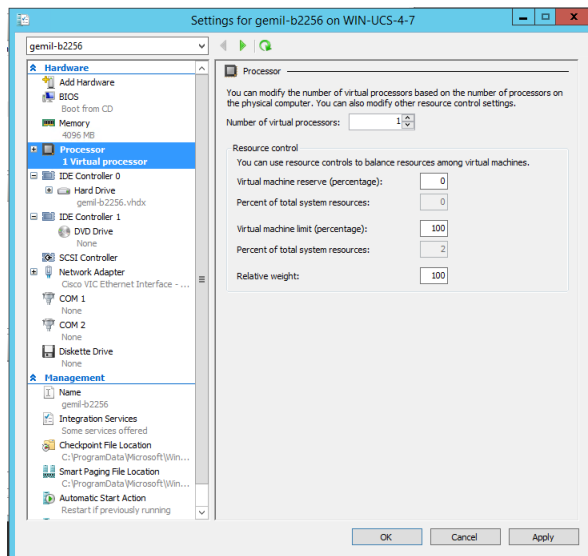 Settings for gemil-b2256 on WIN-UCS-4-7
gemil-b2256
Hardware
Add Hardware
BIOS
Boot from CD
Memory
4096 MB
Processor
1 Virtual processor
IDE Controller 0
Hard Drive
gemil-b2256.vhdx
IDE Controller 1
DVD Drive
None
SCSI Controller
Network Adapter
Cisco VIC Ethernet Interface - ...
COM 1
None
COM 2
None
Diskette Drive
None
Management
Name
gemil-b2256
Integration Services
Some services offered
Checkpoint File Location
C:\ProgramData\Microsoft\Win...
Smart Paging File Location
C:\ProgramData\Microsoft\Win...
Automatic Start Action
Restart if previously running
Processor
You can modify the number of virtual processors based on the number of processors on
the physical computer. You can also modify other resource control settings.
Number of virtual processors: 1
Resource control
You can use resource controls to balance resources among virtual machines.
Virtual machine reserve (percentage): 0
Percent of total system resources: 0
Virtual machine limit (percentage): 100
Percent of total system resources: 2
Relative weight: 100
OK Cancel Apply